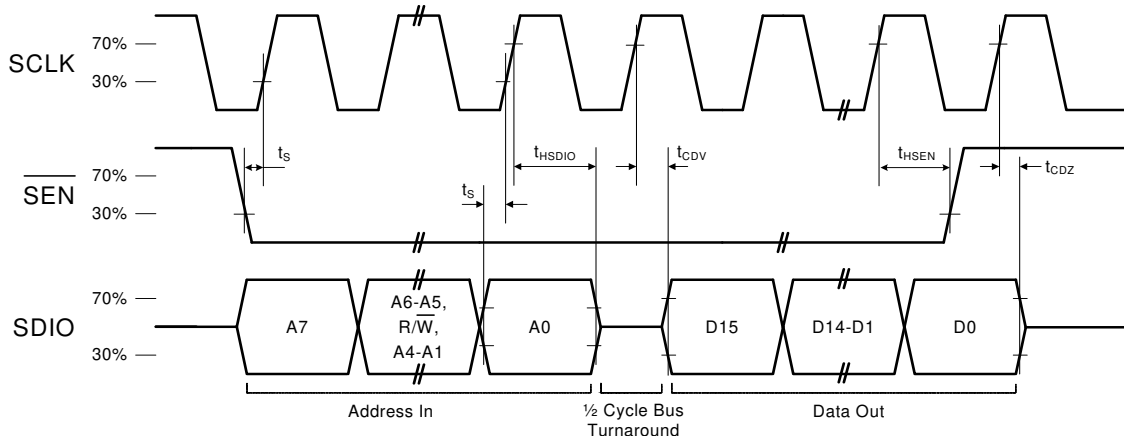 SCLK
70%
30%
SEN
70%
30%
tS
tS
tHSDIO
tCDV
tHSEN
tCDZ
SDIO
70%
30%
A7
A6-A5,
R/W,
A4-A1
A0
D15
D14-D1
D0
Address In
½ Cycle Bus
Turnaround
Data Out